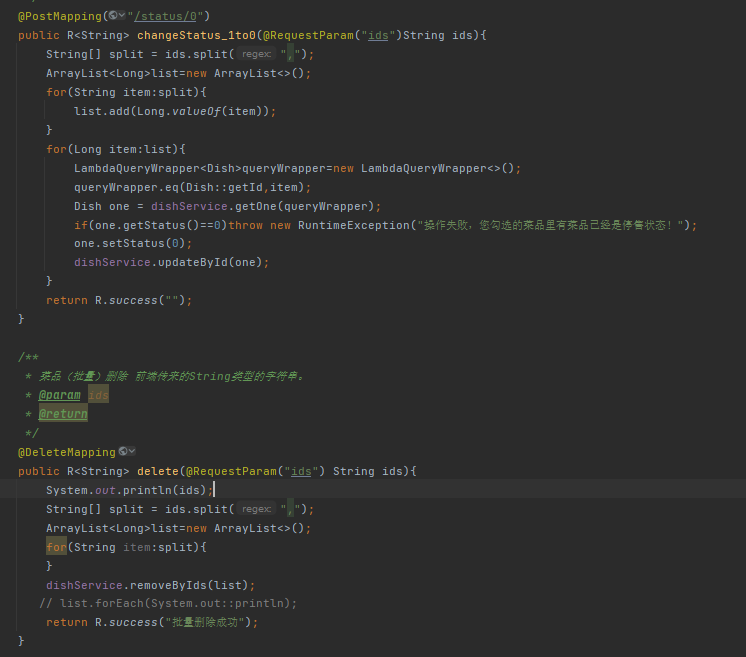 @PostMapping("/status/0")
public R<String> changeStatus_1to0(@RequestParam("ids")String ids){
String[] split = ids.split( regex: ",");
ArrayList<Long>list=new ArrayList<>();
for(String item:split){
list.add(Long.valueOf(item));
}
for(Long item:list){
LambdaQueryWrapper<Dish>queryWrapper=new LambdaQueryWrapper<>();
queryWrapper.eq(Dish::getId,item);
Dish one = dishService.getOne(queryWrapper);
if(one.getStatus()==0)throw new RuntimeException("操作失败，您勾选的菜品里有菜品已经是停售状态！");
one.setStatus(0);
dishService.updateById(one);
}
return R.success("");
}
/**
* 菜品（批量）删除 前端传来的String类型的字符串。
* @param ids
* @return
*/
@DeleteMapping
public R<String> delete(@RequestParam("ids") String ids){
System.out.println(ids);
String[] split = ids.split( regex: ",");
ArrayList<Long>list=new ArrayList<>();
for(String item:split){
}
dishService.removeByIds(list);
// list.forEach(System.out::println);
return R.success("批量删除成功");
}